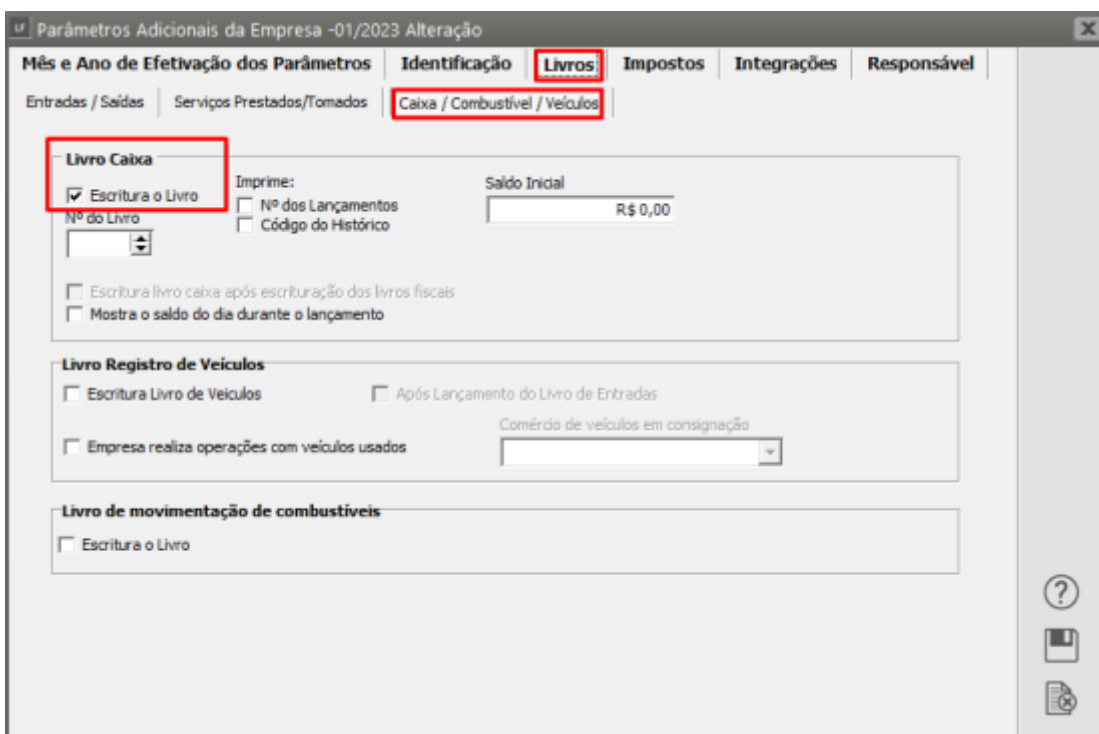 LF Parâmetros Adicionais da Empresa -01/2023 Alteração
Mês e Ano de Efetivação dos Parâmetros Identificação Livros Impostos Integrações Responsável
Entradas / Saídas Serviços Prestados/Tomados Caixa / Combustível / Veículos
Livro Caixa
Escritura o Livro
Imprime:
Nº dos Lançamentos
Código do Histórico
Saldo Inicial
R$ 0,00
Nº do Livro
Escritura livro caixa após escrituração dos livros fiscais
Mostra o saldo do dia durante o lançamento
Livro Registro de Veículos
Escritura Livro de Veiculos Após Lançamento do Livro de Entradas
Comércio de veículos em consignação
Empresa realiza operações com veículos usados
Livro de movimentação de combustíveis
Escritura o Livro
?